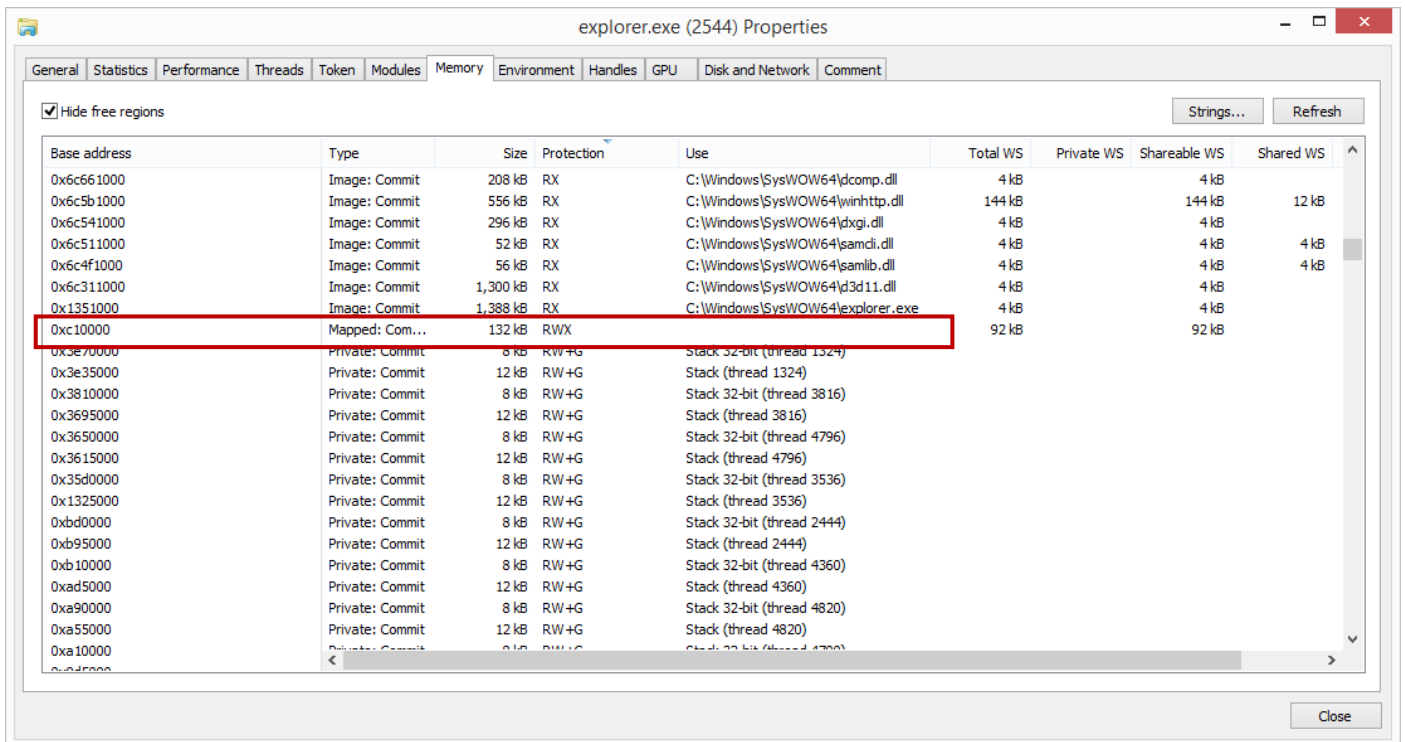 explorer.exe (2544) Properties
General Statistics Performance Threads Token Modules Memory Environment Handles GPU Disk and Network Comment
Hide free regions Strings... Refresh
Base address Type Size Protection Use Total WS Private WS Shareable WS Shared WS
0x6c661000 Image: Commit 208 kB RX C:\Windows\SysWOW64\dcomp.dll 4 kB 4 kB
0x6c5b1000 Image: Commit 556 kB RX C:\Windows\SysWOW64\winhttp.dll 144 kB 144 kB 12 kB
0x6c541000 Image: Commit 296 kB RX C:\Windows\SysWOW64\dxgi.dll 4 kB 4 kB
0x6c511000 Image: Commit 52 kB RX C:\Windows\SysWOW64\samcli.dll 4 kB 4 kB 4 kB
0x6c4f1000 Image: Commit 56 kB RX C:\Windows\SysWOW64\samlib.dll 4 kB 4 kB 4 kB
0x6c311000 Image: Commit 1,300 kB RX C:\Windows\SysWOW64\d3d11.dll 4 kB 4 kB
0x1351000 Image: Commit 1,388 kB RX C:\Windows\SysWOW64\explorer.exe 4 kB 4 kB
0xc10000 Mapped: Com... 132 kB RWX 92 kB 92 kB
0x3e70000 Private: Commit 8 kB RW+G Stack 32-bit (thread 1324)
0x3e35000 Private: Commit 12 kB RW+G Stack (thread 1324)
0x3810000 Private: Commit 8 kB RW+G Stack 32-bit (thread 3816)
0x3695000 Private: Commit 12 kB RW+G Stack (thread 3816)
0x3650000 Private: Commit 8 kB RW+G Stack 32-bit (thread 4796)
0x3615000 Private: Commit 12 kB RW+G Stack (thread 4796)
0x35d0000 Private: Commit 8 kB RW+G Stack 32-bit (thread 3536)
0x1325000 Private: Commit 12 kB RW+G Stack (thread 3536)
0xbd0000 Private: Commit 8 kB RW+G Stack 32-bit (thread 2444)
0xb95000 Private: Commit 12 kB RW+G Stack (thread 2444)
0xb10000 Private: Commit 8 kB RW+G Stack 32-bit (thread 4360)
0xad5000 Private: Commit 12 kB RW+G Stack (thread 4360)
0xa90000 Private: Commit 8 kB RW+G Stack 32-bit (thread 4820)
0xa55000 Private: Commit 12 kB RW+G Stack (thread 4820)
0xa10000 Private: Commit 8 kB RW+G Stack 32-bit
Close